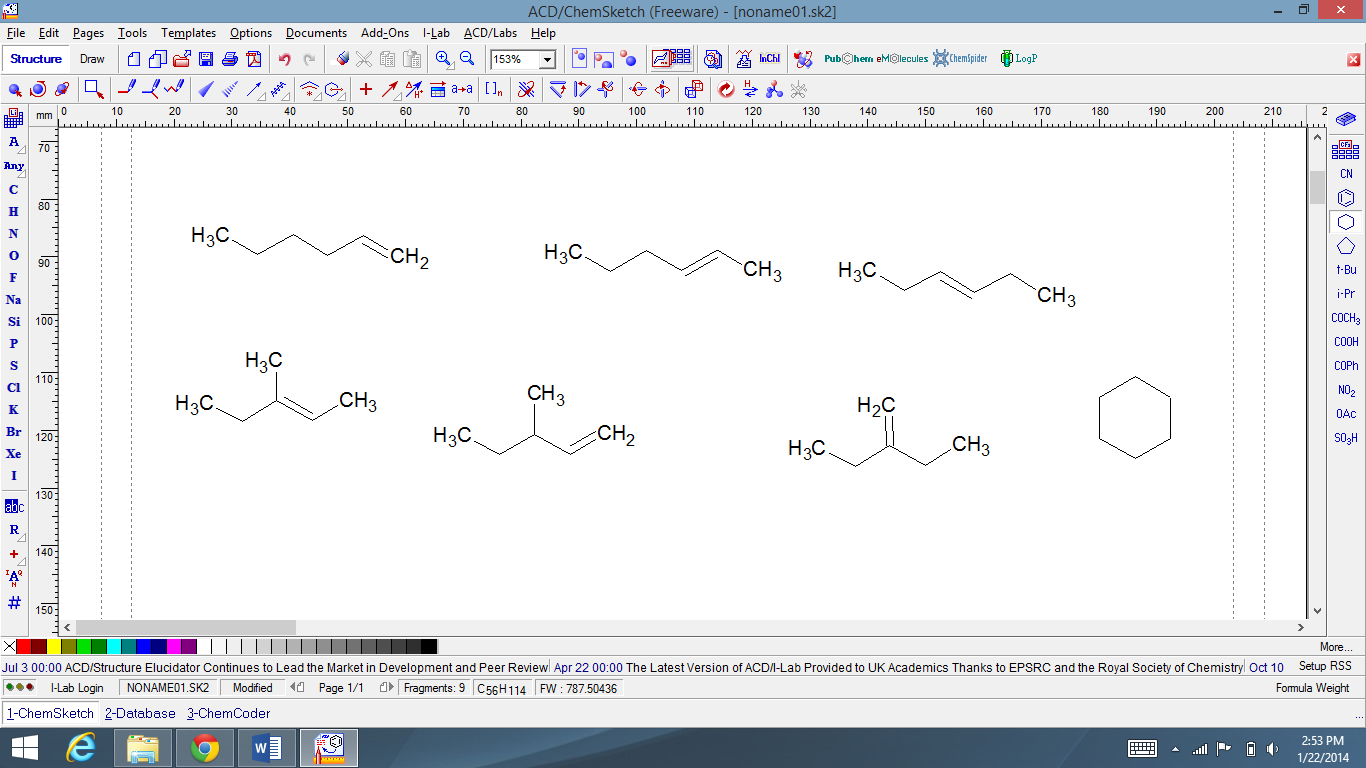 ACD/ChemSketch (Freeware) - [noname01.sk2]
File Edit Pages Tools Templates Options Documents Add-Ons I-Lab ACD/Labs Help
Structure Draw 153% InChI PubChem eMolecules ChemSpider LogP
mm 0 10 20 30 40 50 60 70 80 90 100 110 120 130 140 150 160 170 180 190 200 210 2
70
80
90
100
110
120
130
140
150
A
Any
C
H
N
O
F
Na
Si
P
S
Cl
K
Br
Xe
I
abc
R
+
A
#
H3C CH2
H3C CH3
H3C CH3
H3C
H3C CH3
CH3
H3C CH2
H2C
H3C CH3
CN
t-Bu
i-Pr
COCH3
COOH
COPh
NO2
OAc
SO3H
More...
Jul 3 00:00 ACD/Structure Elucidator Continues to Lead the Market in Development and Peer Review Apr 22 00:00 The Latest Version of ACD/I-Lab Provided to UK Academics Thanks to EPSRC and the Royal Society of Chemistry Oct 10 Setup RSS
I-Lab Login NONAME01.SK2 Modified Page 1/1 Fragments: 9 C56H114 FW : 787.50436 Formula Weight
1-ChemSketch 2-Database 3-ChemCoder ...
2:53 PM
1/22/2014